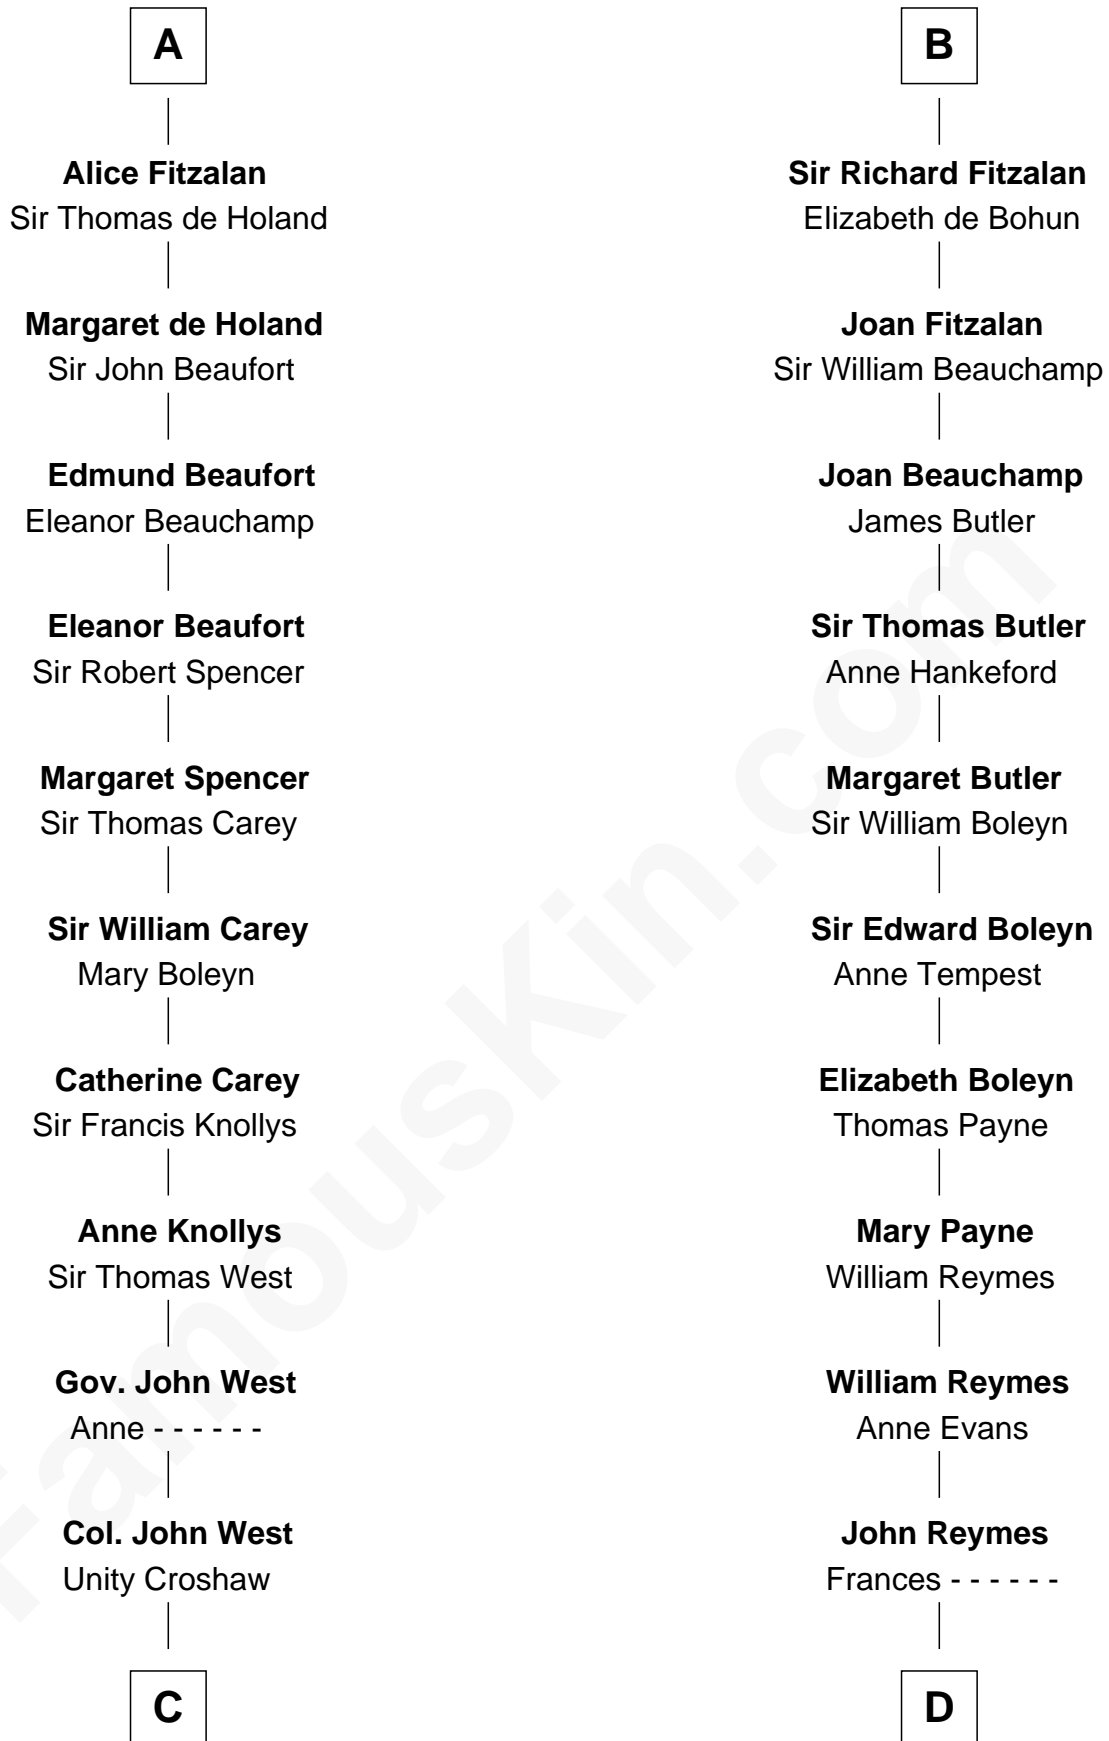 A
Alice Fitzalan
Sir Thomas de Holand
Margaret de Holand
Sir John Beaufort
Edmund Beaufort
Eleanor Beauchamp
Eleanor Beaufort
Sir Robert Spencer
Margaret Spencer
Sir Thomas Carey
Sir William Carey
Mary Boleyn
Catherine Carey
Sir Francis Knollys
Anne Knollys
Sir Thomas West
Gov. John West
Anne - - - - - -
Col. John West
Unity Croshaw
C
B
Sir Richard Fitzalan
Elizabeth de Bohun
Joan Fitzalan
Sir William Beauchamp
Joan Beauchamp
James Butler
Sir Thomas Butler
Anne Hankeford
Margaret Butler
Sir William Boleyn
Sir Edward Boleyn
Anne Tempest
Elizabeth Boleyn
Thomas Payne
Mary Payne
William Reymes
William Reymes
Anne Evans
John Reymes
Frances - - - - - -
D
FamousKin.com